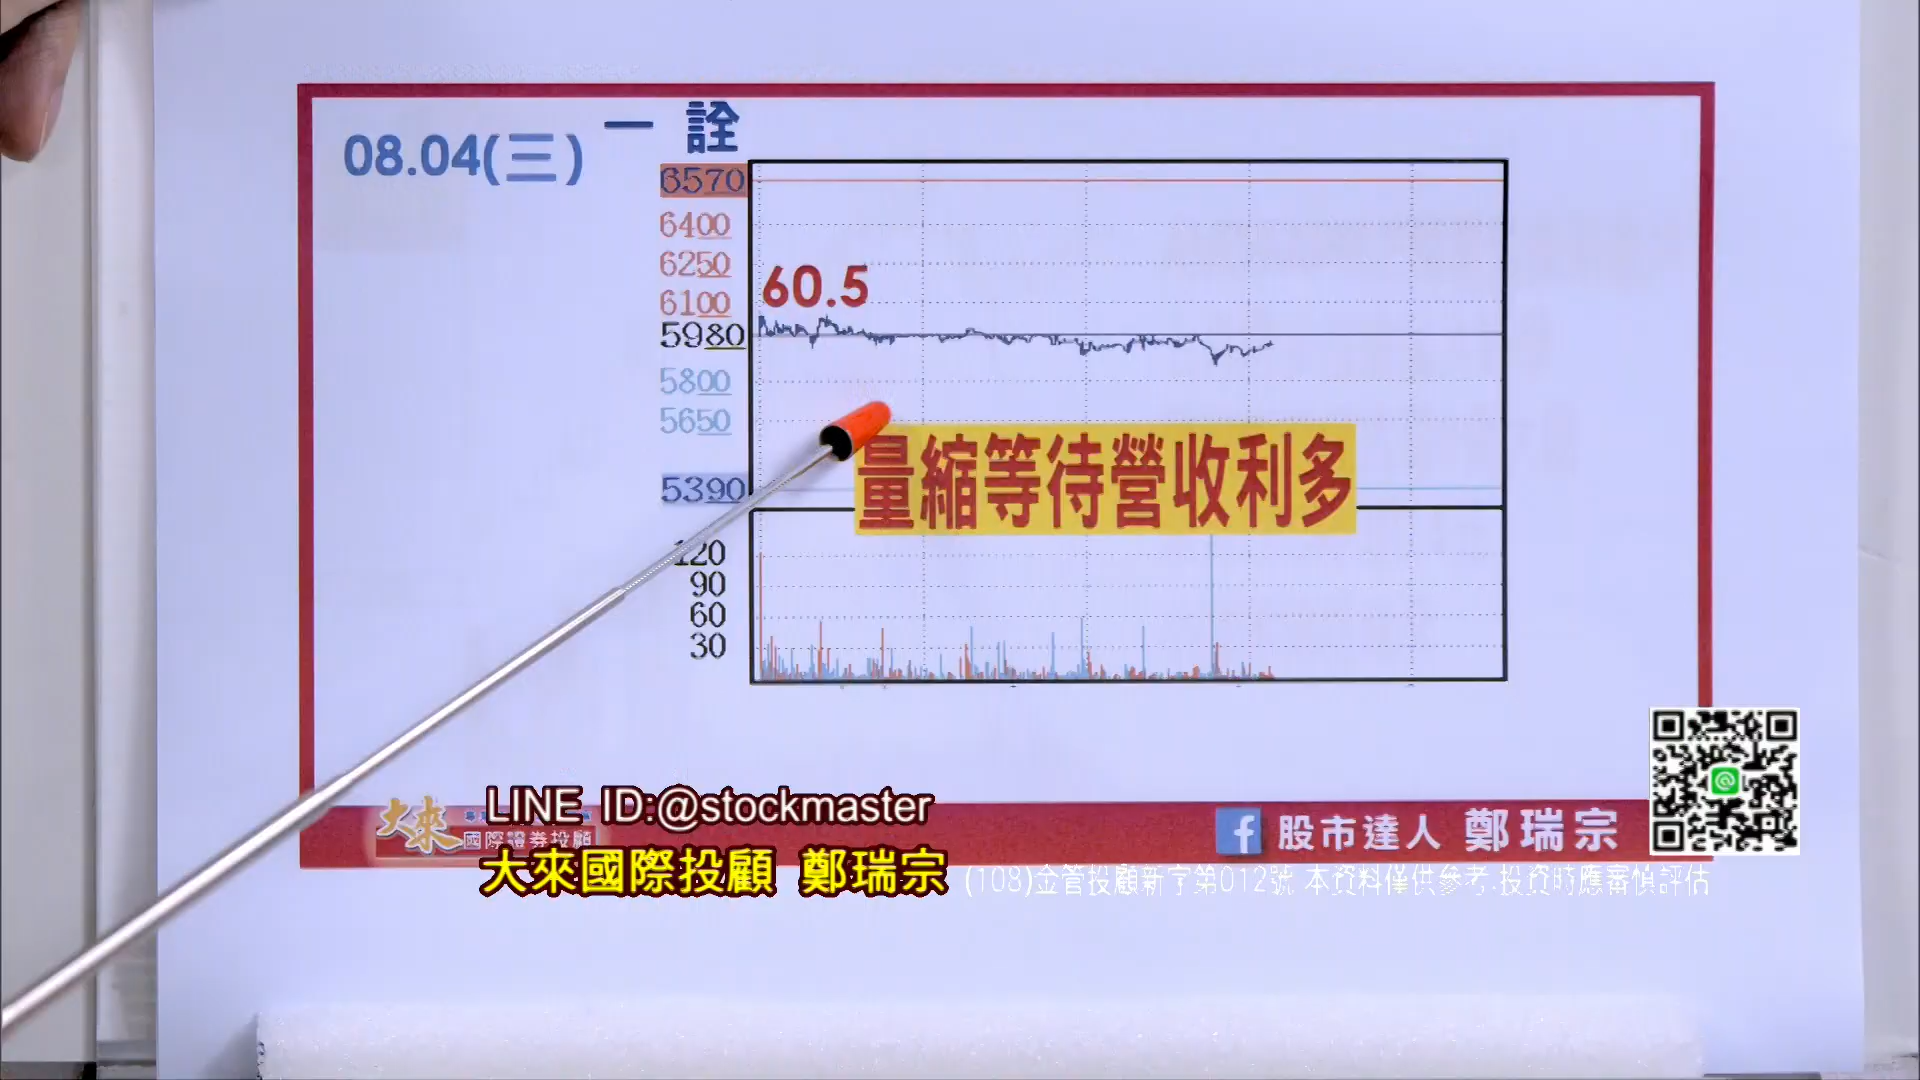 一 詮
08.04(三)
6570
6400
6250
60.5
6100
5980
5800
5650
量縮等待營收利多
5390
120
90
60
30
LINE ID:@stockmaster
大來
國際證券投顧
f 股市達人 鄭瑞宗
大來國際投顧 鄭瑞宗
(108)金管投顧新字第012號 本資料僅供參考,投資時應審慎評估